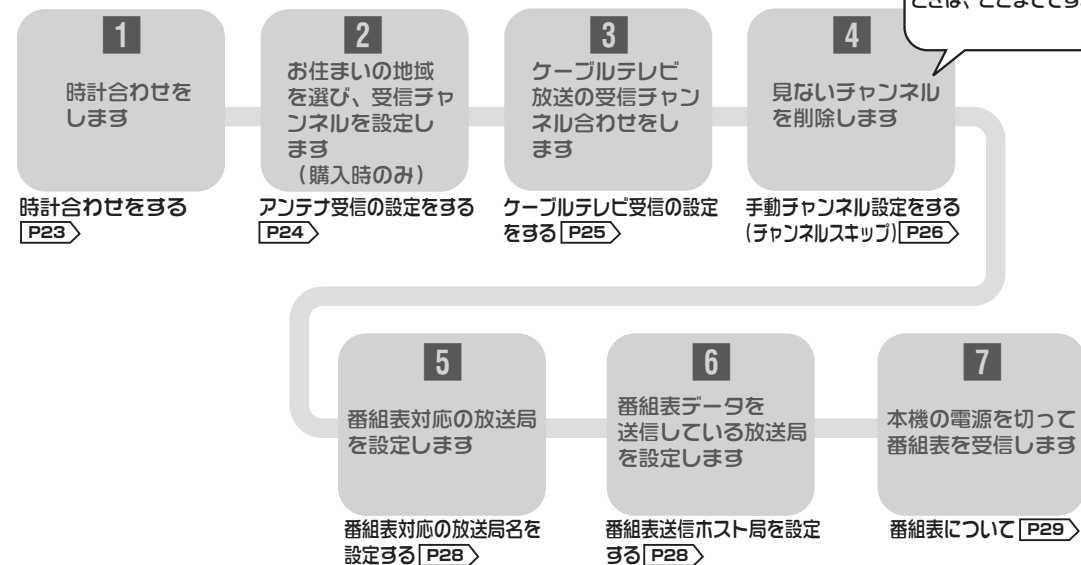 ときは、ここまです
1
時計合わせを
します
時計合わせをする
P23
2
お住まいの地域
を選び、受信チャ
ンネルを設定し
ます
(購入時のみ)
アンテナ受信の設定をする
P24
3
ケーブルテレビ
放送の受信チャン
ネル合わせをし
ます
ケーブルテレビ受信の設定
をする P25
4
見ないチャンネル
を削除します
手動チャンネル設定をする
(チャンネルスキップ) P26
5
番組表対応の放送局
を設定します
番組表対応の放送局名を
設定する P28
6
番組表データを
送信している放送局
を設定します
番組表送信ホスト局を設定
する P28
7
本機の電源を切って
番組表を受信します
番組表について P29